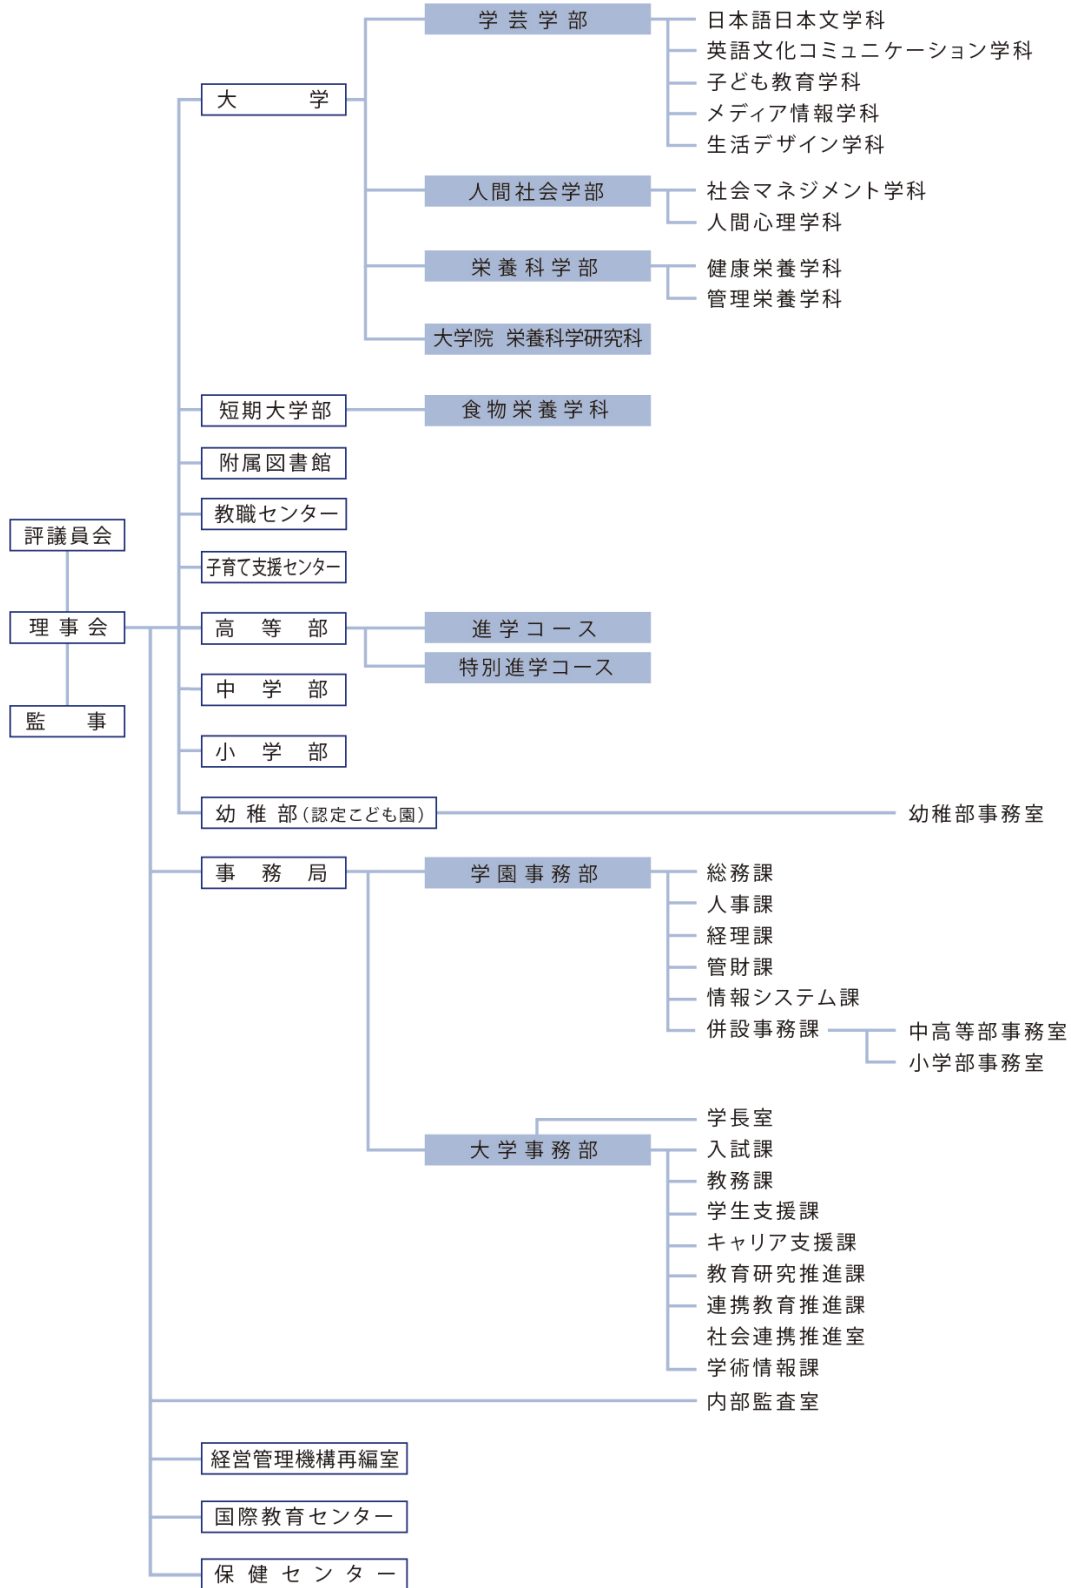 評議員会
理事会
監事
大学
学芸学部
日本語日本文学科
英語文化コミュニケーション学科
子ども教育学科
メディア情報学科
生活デザイン学科
人間社会学部
社会マネジメント学科
人間心理学科
栄養科学部
健康栄養学科
管理栄養学科
大学院 栄養科学研究科
短期大学部
食物栄養学科
附属図書館
教職センター
子育て支援センター
高等部
進学コース
特別進学コース
中学部
小学部
幼稚部(認定こども園)
幼稚部事務室
事務局
学園事務部
総務課
人事課
経理課
管財課
情報システム課
併設事務課
中高等部事務室
小学部事務室
大学事務部
学長室
入試課
教務課
学生支援課
キャリア支援課
教育研究推進課
連携教育推進課
社会連携推進室
学術情報課
内部監査室
経営管理機構再編室
国際教育センター
保健センター